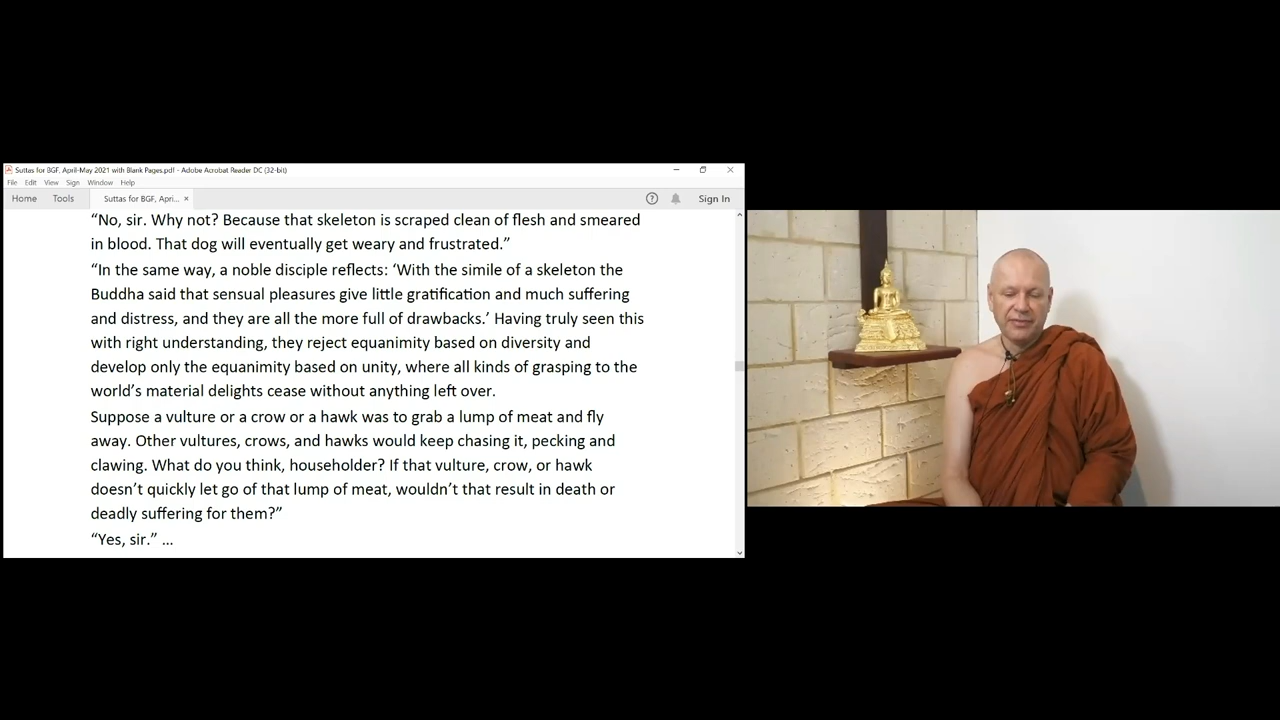 Suttas for BGF, April-May 2021 with Blank Pages.pdf - Adobe Acrobat Reader DC (32-bit)
File Edit View Sign Window Help
Home Tools Suttas for BGF, Apri... × Sign In
“No, sir. Why not? Because that skeleton is scraped clean of flesh and smeared
in blood. That dog will eventually get weary and frustrated.”
“In the same way, a noble disciple reflects: ‘With the simile of a skeleton the
Buddha said that sensual pleasures give little gratification and much suffering
and distress, and they are all the more full of drawbacks.’ Having truly seen this
with right understanding, they reject equanimity based on diversity and
develop only the equanimity based on unity, where all kinds of grasping to the
world’s material delights cease without anything left over.
Suppose a vulture or a crow or a hawk was to grab a lump of meat and fly
away. Other vultures, crows, and hawks would keep chasing it, pecking and
clawing. What do you think, householder? If that vulture, crow, or hawk
doesn’t quickly let go of that lump of meat, wouldn’t that result in death or
deadly suffering for them?”
“Yes, sir.” …